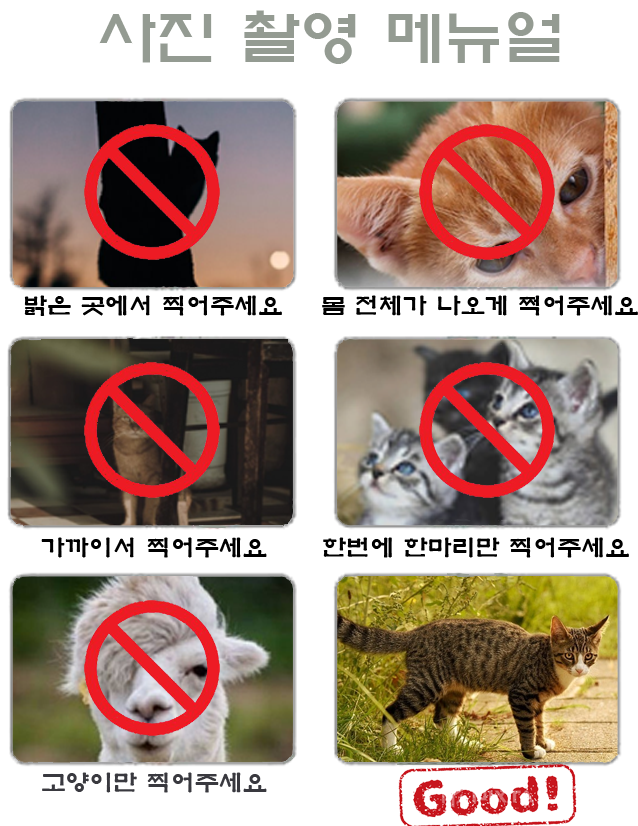 사진 촬영 메뉴얼
밝은 곳에서 찍어주세요
몸 전체가 나오게 찍어주세요
가까이서 찍어주세요
한번에 한마리만 찍어주세요
고양이만 찍어주세요
Good!